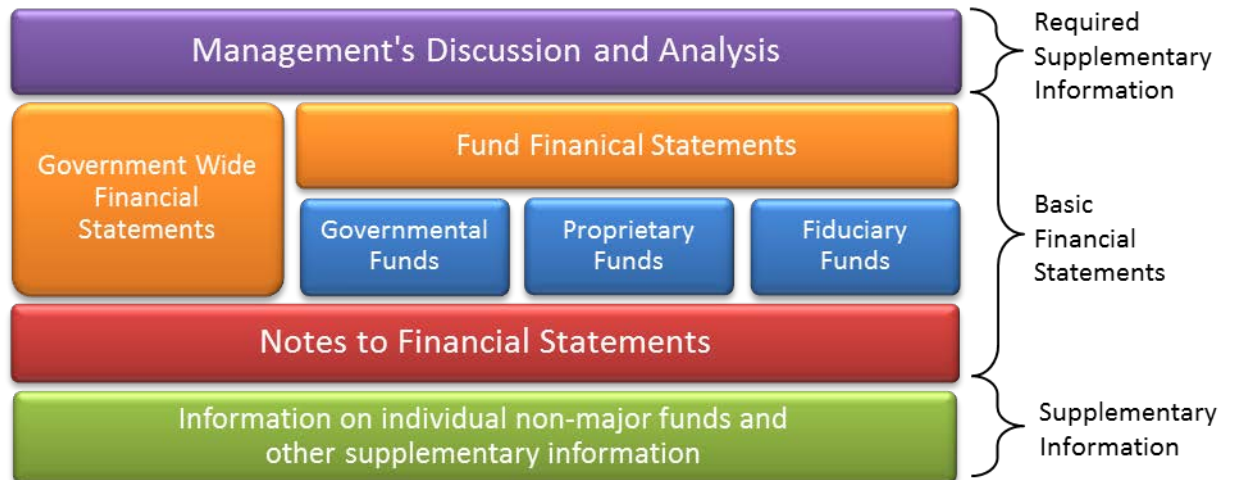 Management's Discussion and Analysis
Required
Supplementary
Information
Government Wide
Financial
Statements
Fund Finanical Statements
Governmental
Funds
Proprietary
Funds
Fiduciary
Funds
Basic
Financial
Statements
Notes to Financial Statements
Information on individual non-major funds and
other supplementary information
Supplementary
Information